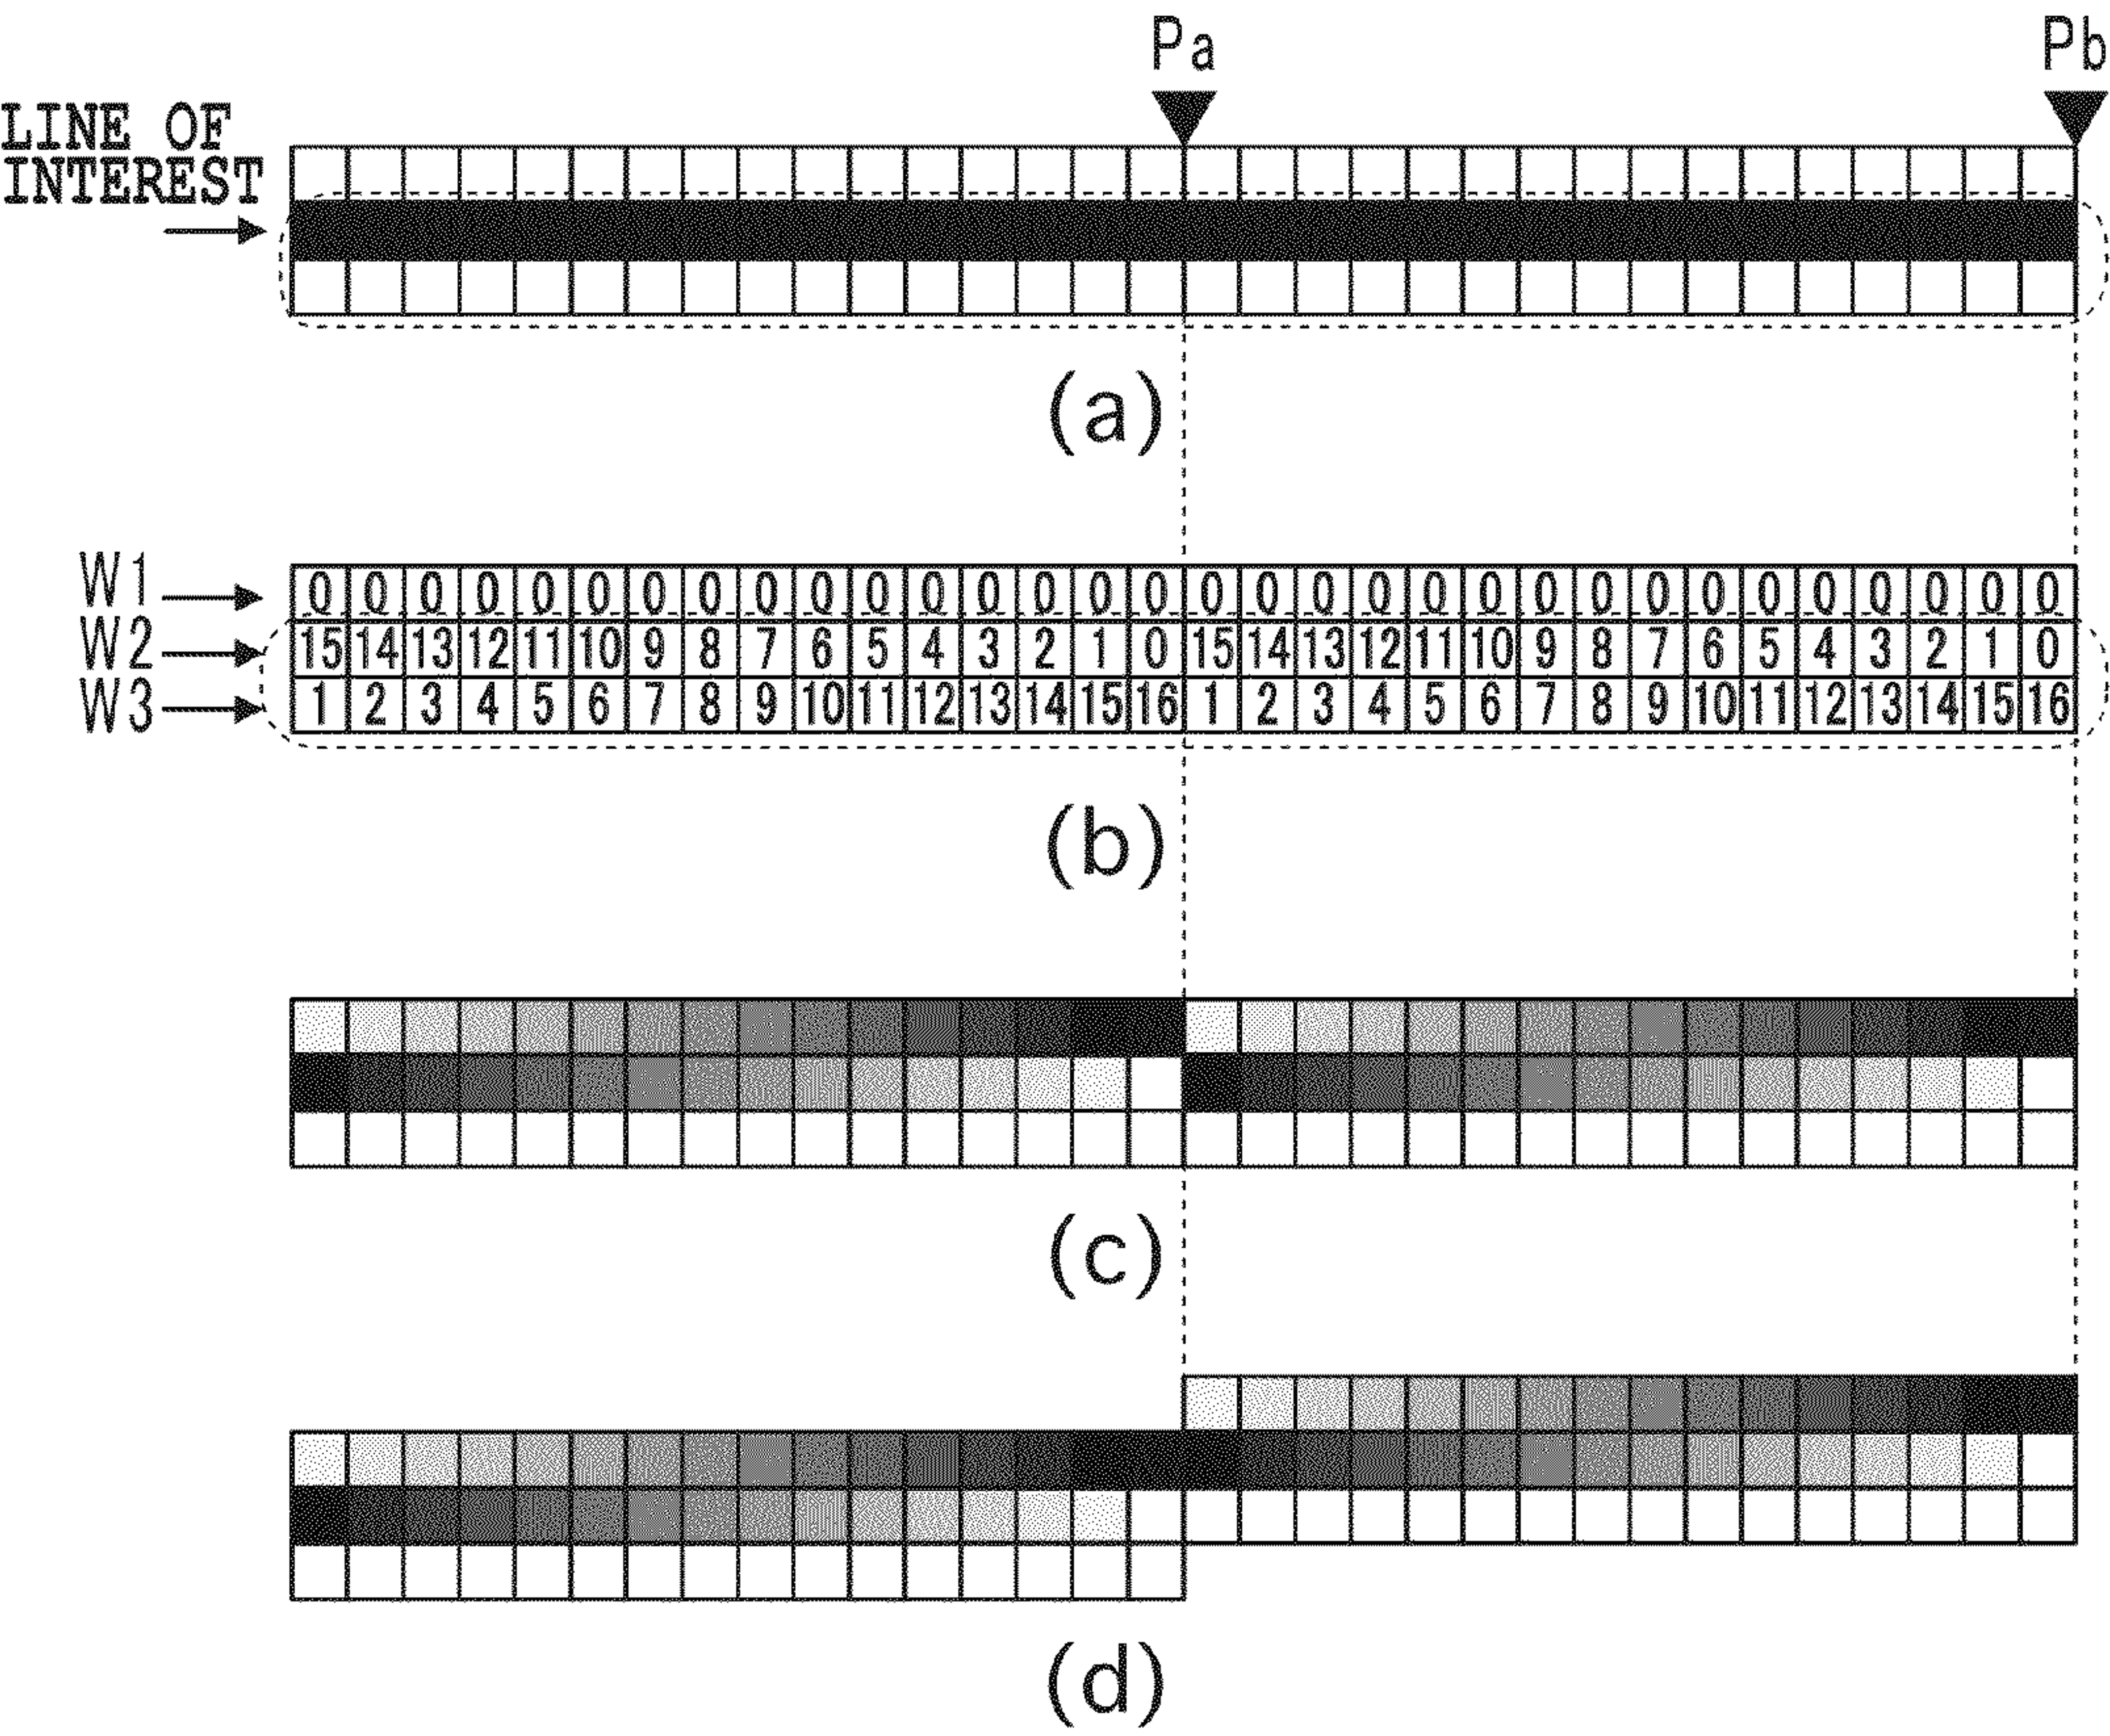 Pa Pb
LINE OF
INTEREST
(a)
W1 0 0 0 0 0 0 0 0 0 0 0 0 0 0 0 0 0 0 0 0 0 0 0 0 0 0 0 0 0 0 0 0
W2 15 14 13 12 11 10 9 8 7 6 5 4 3 2 1 0 15 14 13 12 11 10 9 8 7 6 5 4 3 2 1 0
W3 1 2 3 4 5 6 7 8 9 10 11 12 13 14 15 16 1 2 3 4 5 6 7 8 9 10 11 12 13 14 15 16
(b)
(c)
(d)